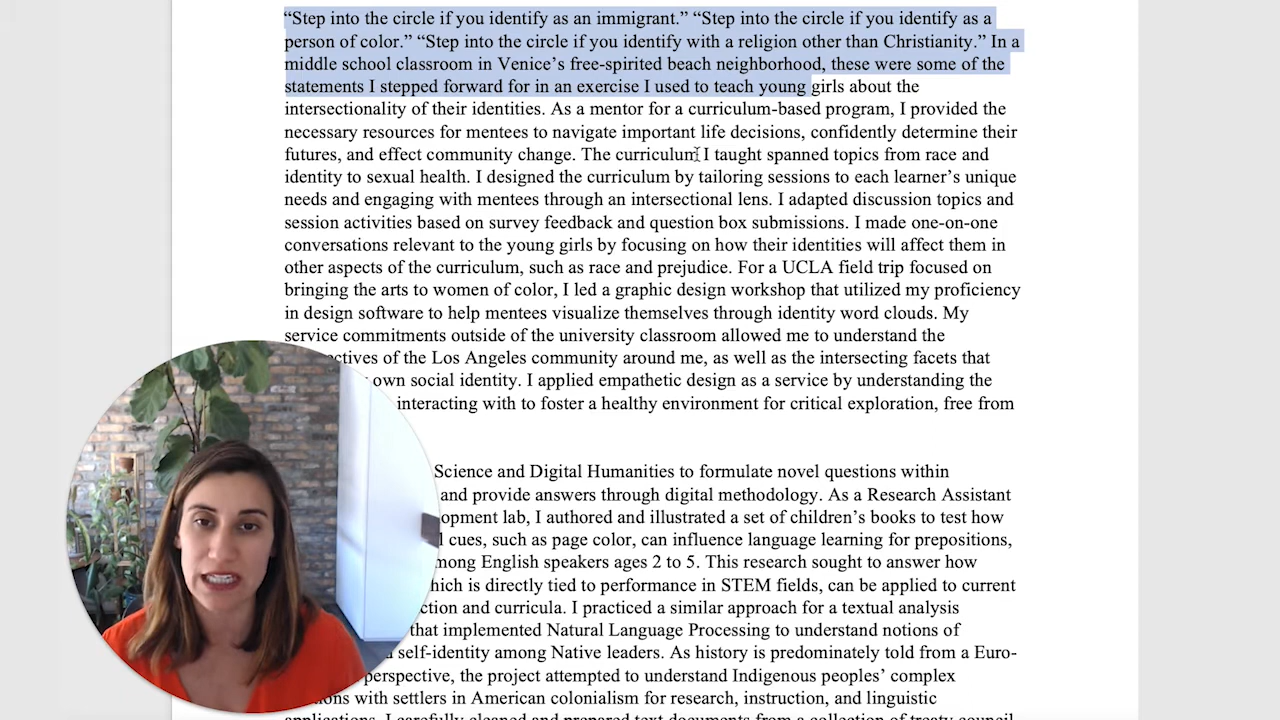 “Step into the circle if you identify as an immigrant.” “Step into the circle if you identify as a
person of color.” “Step into the circle if you identify with a religion other than Christianity.” In a
middle school classroom in Venice’s free-spirited beach neighborhood, these were some of the
statements I stepped forward for in an exercise I used to teach young girls about the
intersectionality of their identities. As a mentor for a curriculum-based program, I provided the
necessary resources for mentees to navigate important life decisions, confidently determine their
futures, and effect community change. The curriculum I taught spanned topics from race and
identity to sexual health. I designed the curriculum by tailoring sessions to each learner’s unique
needs and engaging with mentees through an intersectional lens. I adapted discussion topics and
session activities based on survey feedback and question box submissions. I made one-on-one
conversations relevant to the young girls by focusing on how their identities will affect them in
other aspects of the curriculum, such as race and prejudice. For a UCLA field trip focused on
bringing the arts to women of color, I led a graphic design workshop that utilized my proficiency
in design software to help mentees visualize themselves through identity word clouds. My
service commitments outside of the university classroom allowed me to understand the
of the Los Angeles community around me, as well as the intersecting facets that
own social identity. I applied empathetic design as a service by understanding the
interacting with to foster a healthy environment for critical exploration, free from
Science and Digital Humanities to formulate novel questions within
and provide answers through digital methodology. As a Research Assistant
lab, I authored and illustrated a set of children’s books to test how
cues, such as page color, can influence language learning for prepositions,
among English speakers ages 2 to 5. This research sought to answer how
which is directly tied to performance in STEM fields, can be applied to current
and curricula. I practiced a similar approach for a textual analysis
that implemented Natural Language Processing to understand notions of
self-identity among Native leaders. As history is predominately told from a Euro-
perspective, the project attempted to understand Indigenous peoples’ complex
with settlers in American colonialism for research, instruction, and linguistic
applications. I carefully cleaned and prepared text documents from a collection of treaty council